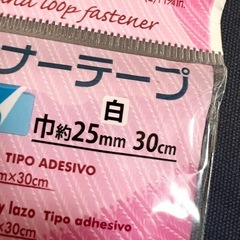 and loop fastener
ナーテープ
白
巾約25mm 30cm
TIPO ADESIVO
m×30cm
y lazo Tipo adhesivo
×30cm